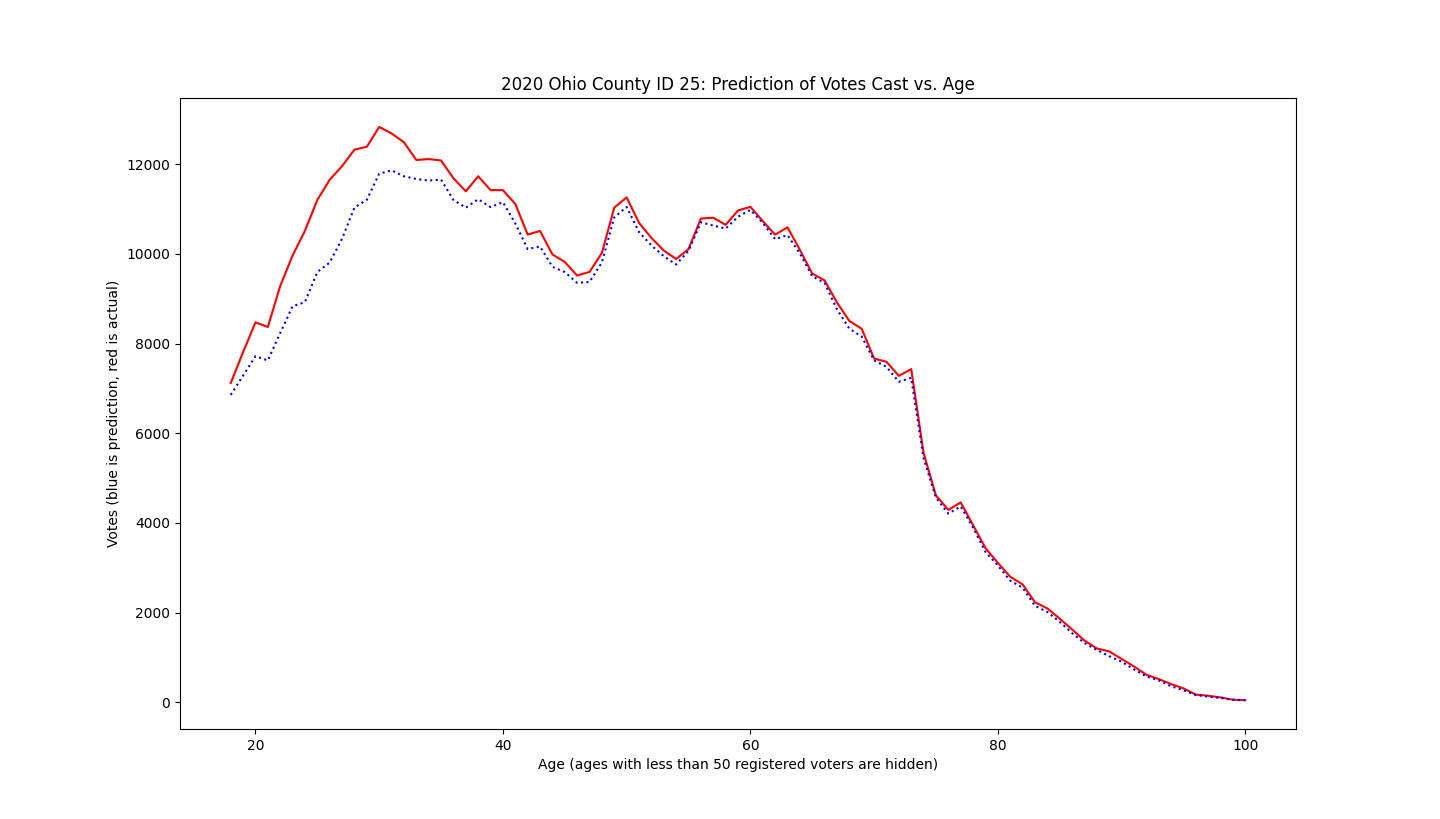 2020 Ohio County ID 25: Prediction of Votes Cast vs. Age
Votes (blue is prediction, red is actual)
12000
10000
8000
6000
4000
2000
0
20 40 60 80 100
Age (ages with less than 50 registered voters are hidden)